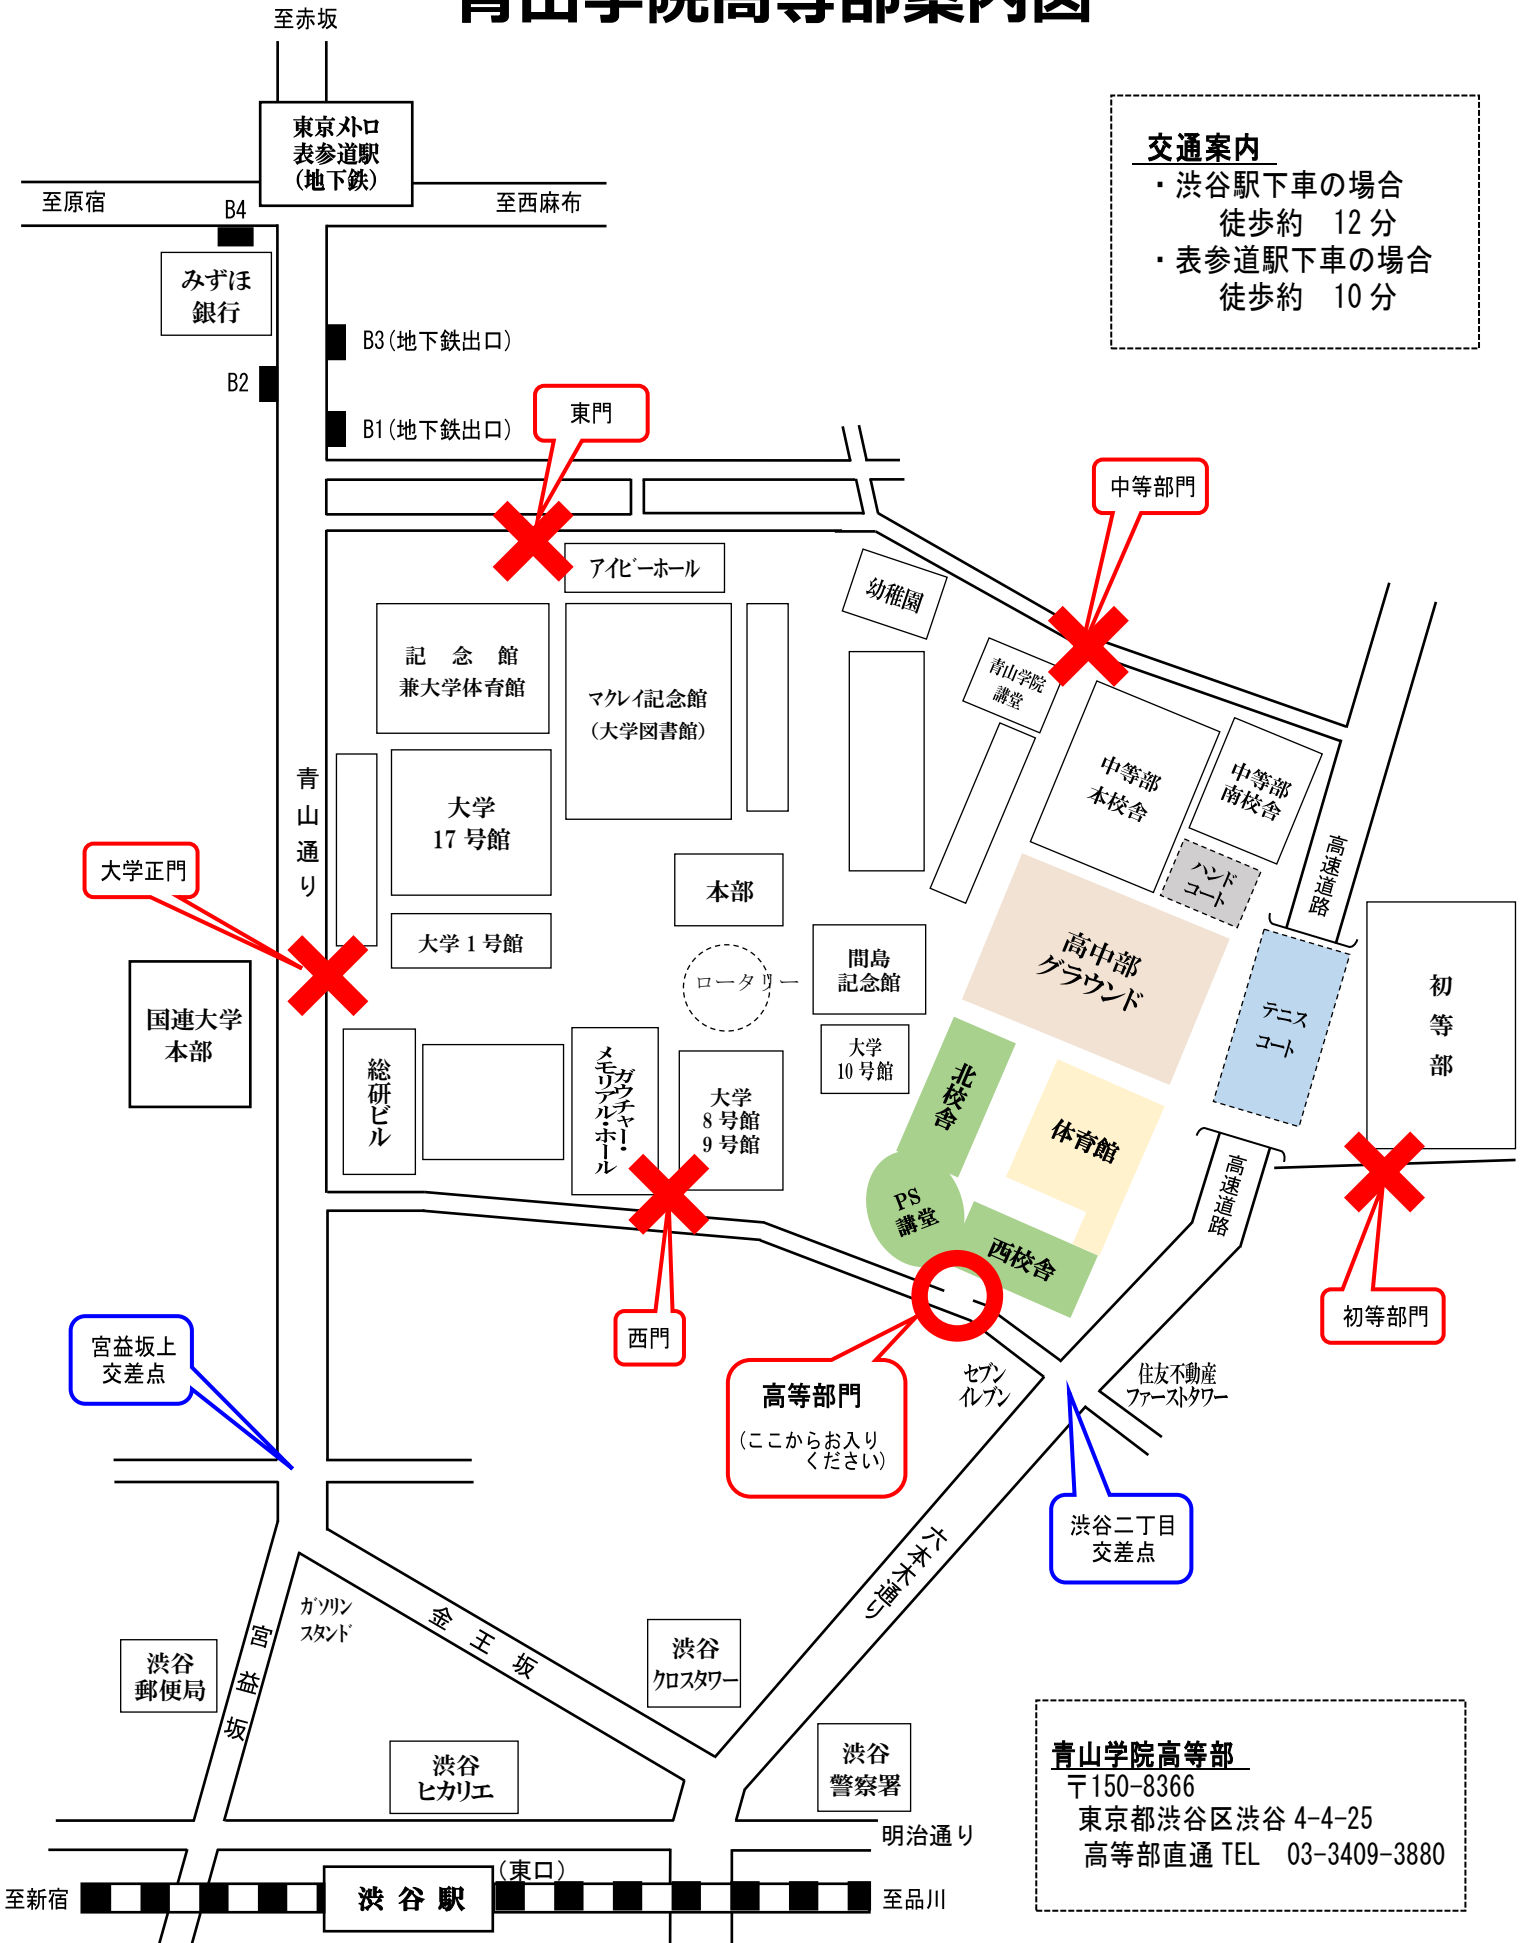 青山学院高等部案内図
至赤坂
東京メトロ
表参道駅
(地下鉄)
至原宿
B4
至西麻布
交通案内
・渋谷駅下車の場合
徒歩約 12分
・表参道駅下車の場合
徒歩約 10分
みずほ
銀行
B3(地下鉄出口)
B2
B1(地下鉄出口)
東門
中等部門
アイビーホール
幼稚園
記 念 館
兼大学体育館
マクレイ記念館
(大学図書館)
青山学院
講堂
中等部
本校舎
中等部
南校舎
青山通り
大学
17号館
高速道路
大学正門
本部
ハンド
コート
大学1号館
高中部
グラウンド
間島
記念館
ロータリー
初等部
国連大学
本部
テニス
コート
総研ビル
ガウチャー・
メモリアル・ホール
大学
8号館
9号館
大学
10号館
北校舎
体育館
PS
講堂
西校舎
高速道路
西門
初等部門
宮益坂上
交差点
高等部門
(ここからお入り
ください)
セブン
イレブン
住友不動産
ファーストタワー
渋谷二丁目
交差点
六本木通り
ガソリン
スタンド
金王坂
宮益坂
渋谷
郵便局
渋谷
クロスタワー
渋谷
ヒカリエ
渋谷
警察署
青山学院高等部
〒150-8366
東京都渋谷区渋谷4-4-25
高等部直通TEL 03-3409-3880
明治通り
(東口)
至新宿
渋谷駅
至品川